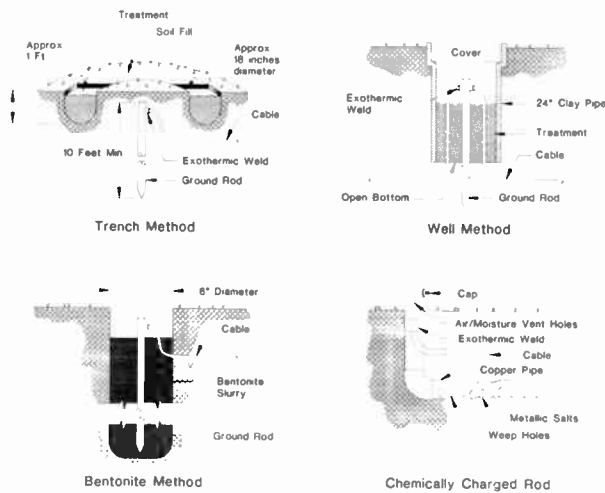 Treatment
Soil Fill
Approx
1 Ft
Approx
18 inches
diameter
Cable
10 Feet Min
Exothermic Weld
Ground Rod
Trench Method
Cover
Exothermic
Weld
24" Clay Pipe
Treatment
Cable
Open Bottom
Ground Rod
Well Method
6" Diameter
Cable
Bentonite
Slurry
Ground Rod
Bentonite Method
Cap
Air/Moisture Vent Holes
Exothermic Weld
Cable
Copper Pipe
Metallic Salts
Weep Holes
Chemically Charged Rod